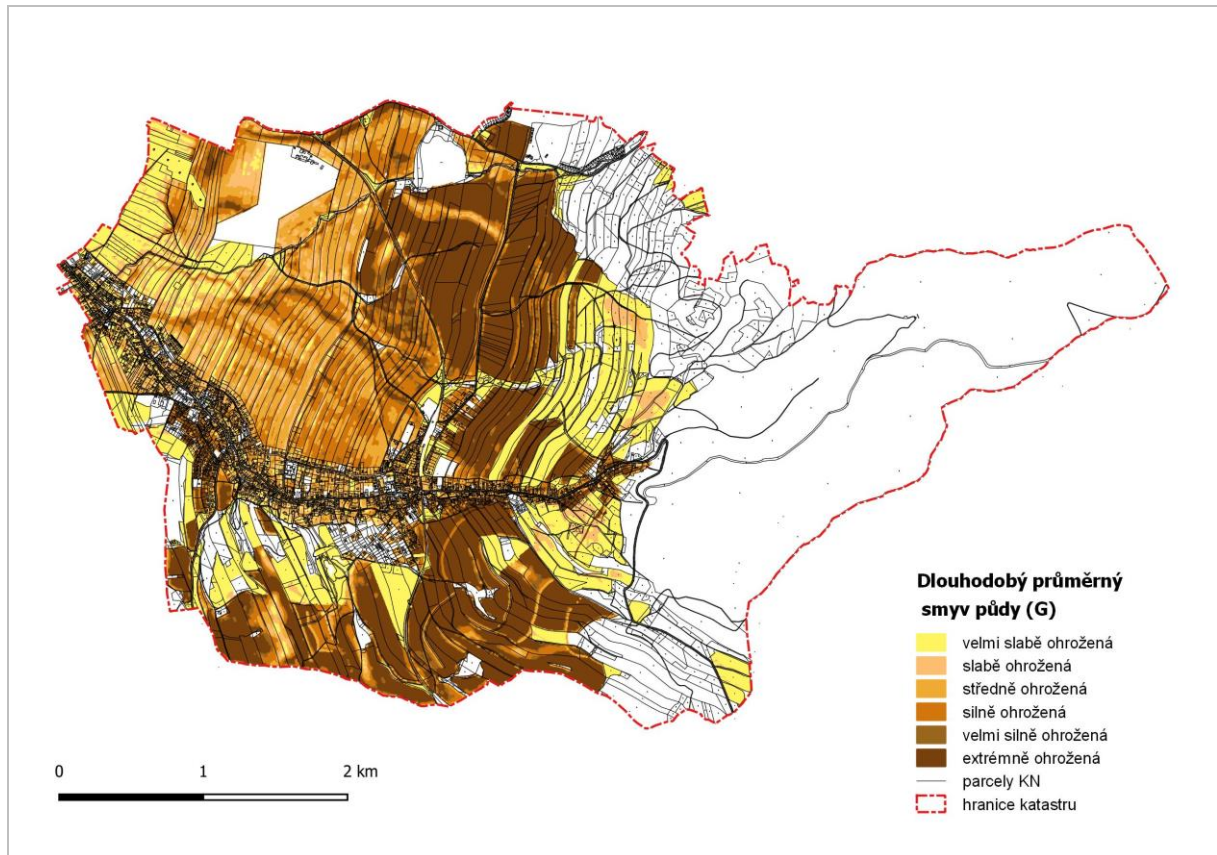 Dlouhodobý průměrný
smyv půdy (G)
velmi slabě ohrožená
slabě ohrožená
středně ohrožená
silně ohrožená
velmi silně ohrožená
extrémně ohrožená
parcely KN
hranice katastru
0 1 2 km